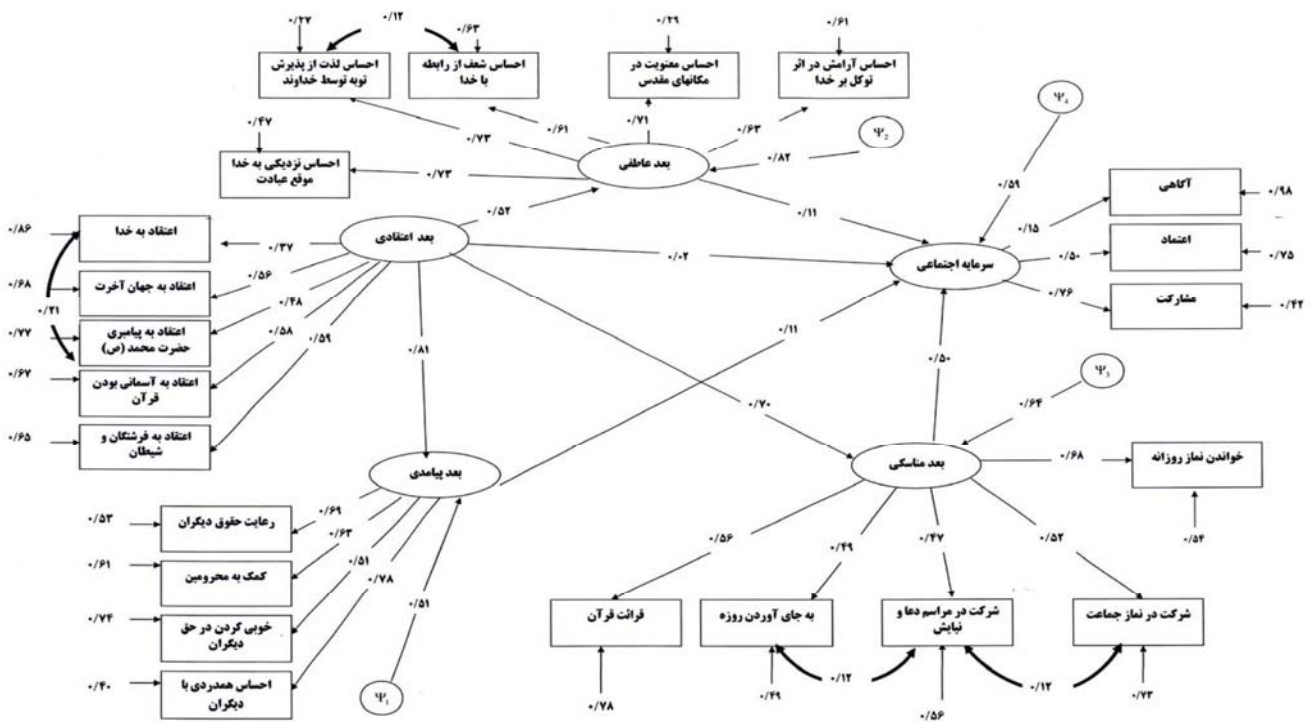 ۰/۲۷
۰/۱۲
۰/۶۳
۰/۲۹
۰/۶۱
احساس لذت از پذیرش
توبه توسط خداوند
احساس شعف از رابطه
با خدا
احساس معنویت در
مکانهای مقدس
احساس آرامش در اثر
توکل بر خدا
Ψ₄
۰/۷۳
۰/۶۱
۰/۷۱
۰/۶۳
Ψ₂
۰/۴۷
احساس نزدیکی به خدا
موقع عبادت
۰/۷۳
بعد عاطفی
۰/۸۲
۰/۵۹
۰/۵۲
۰/۱۱
۰/۱۵
آگاهی
۰/۹۸
۰/۸۶
اعتقاد به خدا
۰/۳۷
بعد اعتقادی
۰/۰۲
سرمایه اجتماعی
۰/۵۰
اعتماد
۰/۷۵
۰/۶۸
اعتقاد به جهان آخرت
۰/۵۶
۰/۷۶
مشارکت
۰/۴۲
۰/۲۱
۰/۴۸
۰/۷۷
اعتقاد به پیامبری
حضرت محمد (ص)
۰/۵۸
۰/۵۹
۰/۸۱
۰/۱۱
۰/۵۰
Ψ₃
۰/۶۷
اعتقاد به آسمانی بودن
قرآن
۰/۷۰
۰/۶۴
۰/۶۵
اعتقاد به فرشتگان و
شیطان
بعد پیامدی
بعد مناسکی
۰/۶۸
خواندن نماز روزانه
۰/۵۴
۰/۵۳
رعایت حقوق دیگران
۰/۶۹
۰/۶۱
کمک به محرومین
۰/۶۳
۰/۵۱
۰/۷۸
۰/۵۶
۰/۴۹
۰/۴۷
۰/۵۲
۰/۷۴
خوبی کردن در حق
دیگران
۰/۵۱
قرائت قرآن
به جای آوردن روزه
شرکت در مراسم دعا و
نیایش
شرکت در نماز جماعت
۰/۴۰
احساس همدردی با
دیگران
Ψ₁
۰/۷۸
۰/۴۹
۰/۱۲
۰/۵۶
۰/۱۲
۰/۷۳